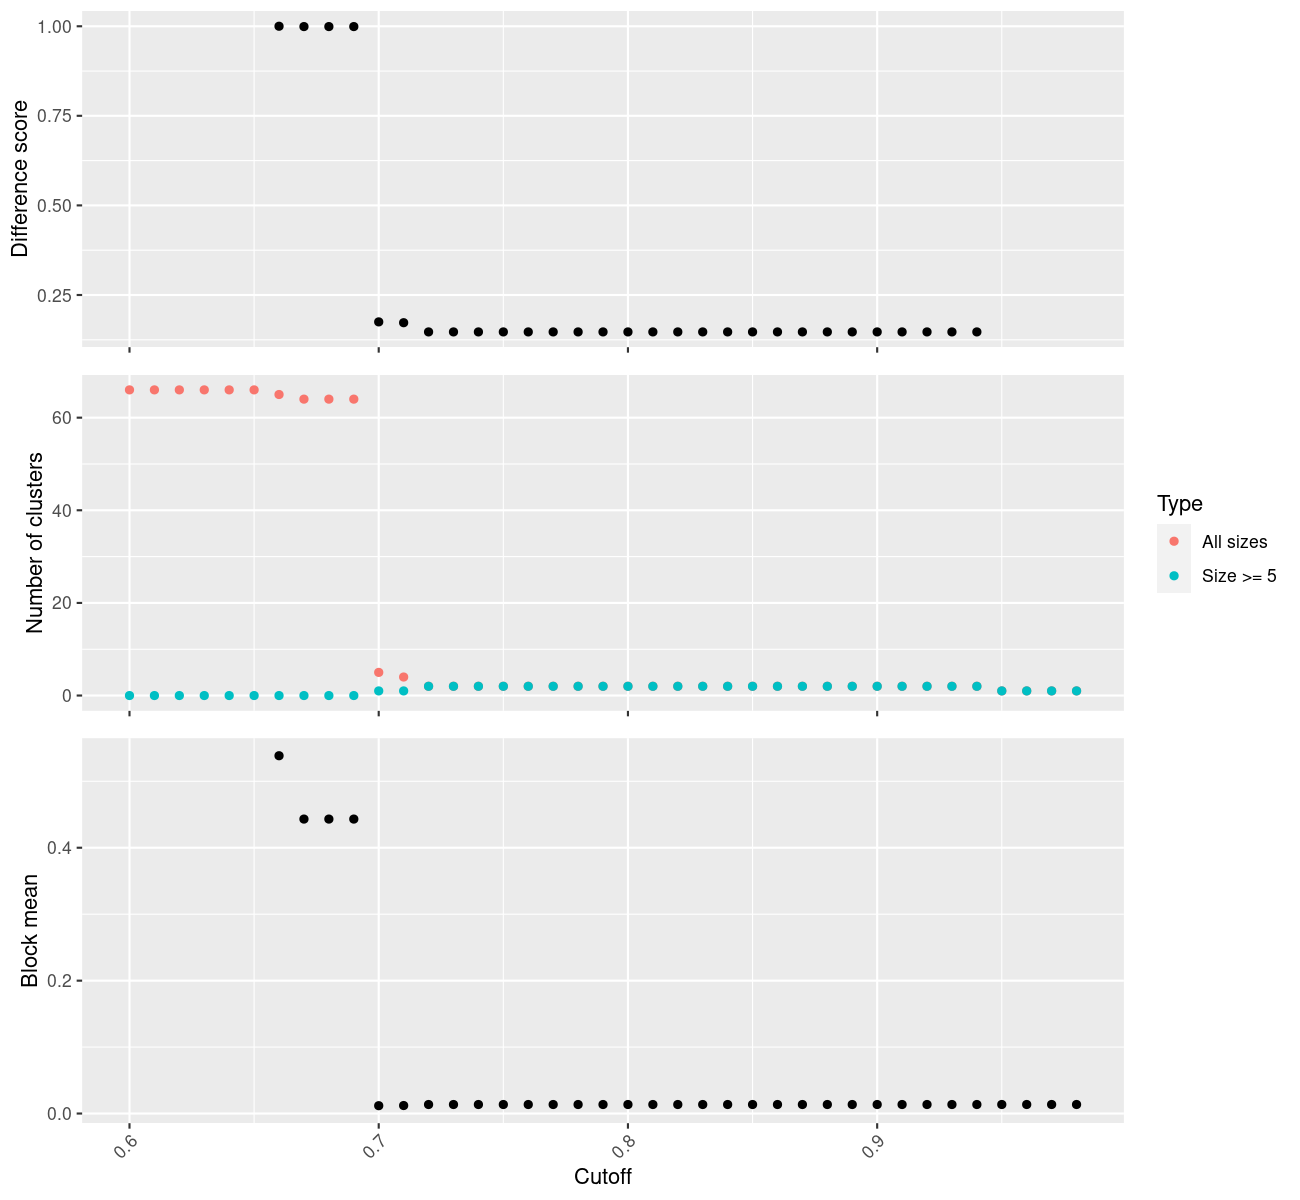 Difference score
1.00
0.75
0.50
0.25
Number of clusters
60
40
20
0
Type
All sizes
Size >= 5
Block mean
0.4
0.2
0.0
0.6
0.7
0.8
0.9
Cutoff